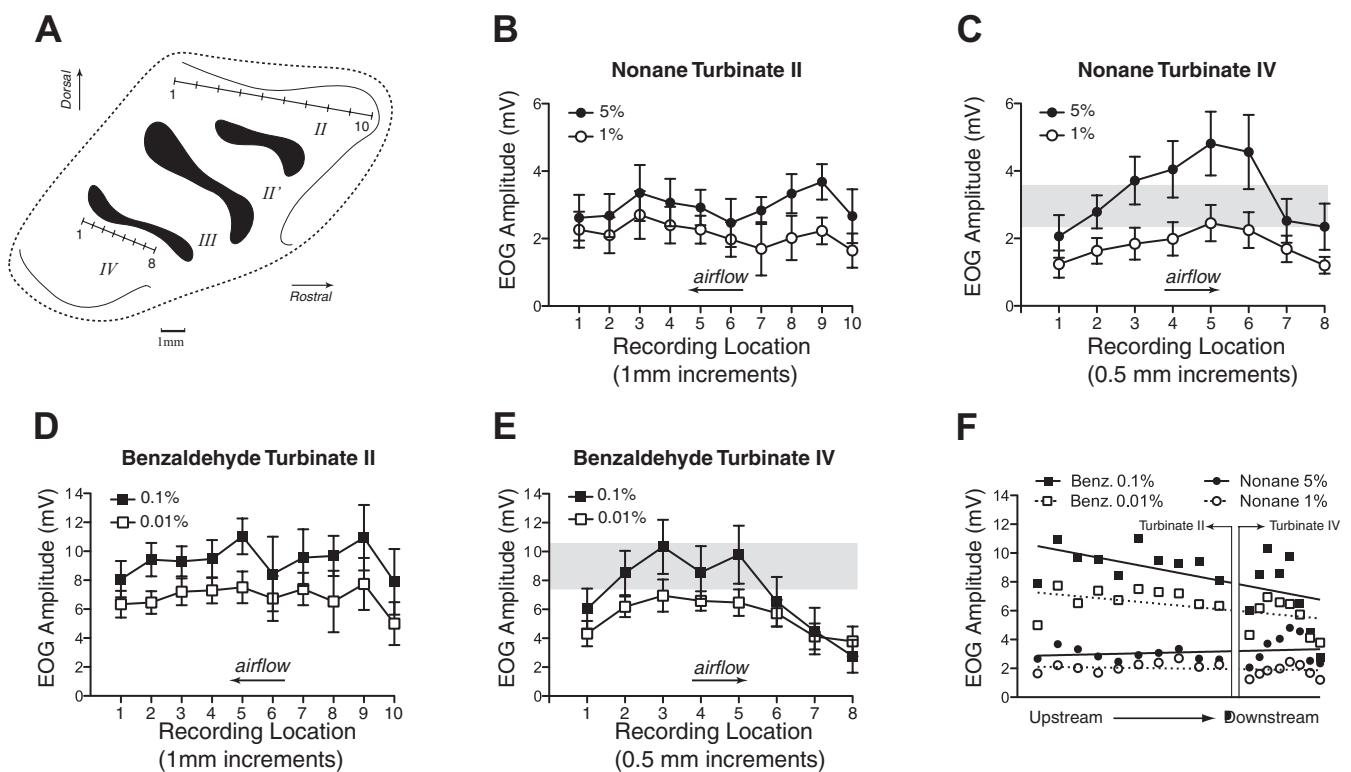 A
Dorsal
1
10
II
II'
III
1
8
IV
Rostral
1mm
B
Nonane Turbinate II
5%
1%
EOG Amplitude (mV)
6
4
2
0
airflow
1 2 3 4 5 6 7 8 9 10
Recording Location
(1mm increments)
C
Nonane Turbinate IV
5%
1%
EOG Amplitude (mV)
6
4
2
0
airflow
1 2 3 4 5 6 7 8
Recording Location
(0.5 mm increments)
D
Benzaldehyde Turbinate II
0.1%
0.01%
EOG Amplitude (mV)
14
12
10
8
6
4
2
0
airflow
1 2 3 4 5 6 7 8 9 10
Recording Location
(1mm increments)
E
Benzaldehyde Turbinate IV
0.1%
0.01%
EOG Amplitude (mV)
14
12
10
8
6
4
2
0
airflow
1 2 3 4 5 6 7 8
Recording Location
(0.5 mm increments)
F
Benz. 0.1% Nonane 5%
Benz. 0.01% Nonane 1%
Turbinate II Turbinate IV
EOG Amplitude (mV)
14
12
10
8
6
4
2
0
Upstream Downstream